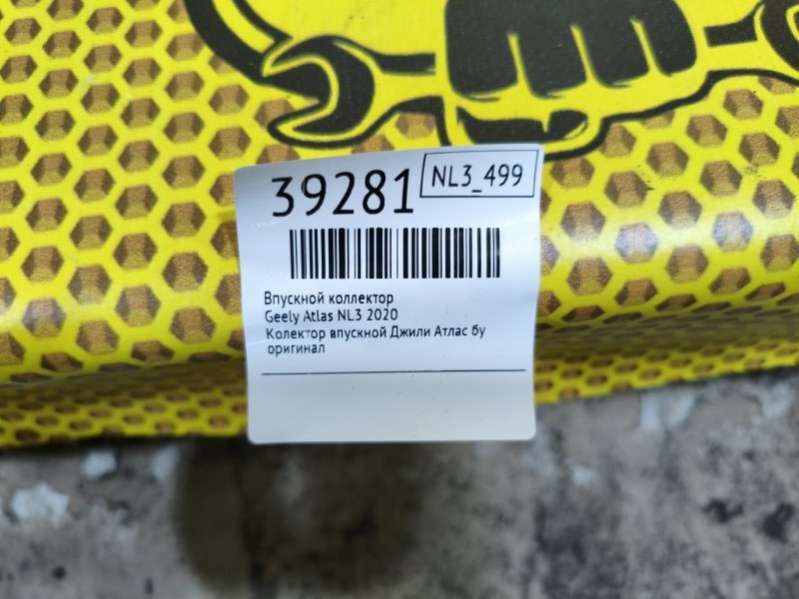 39281 NL3_499
Впускной коллектор
Geely Atlas NL3 2020
Колектор впускной Джили Атлас бу
оригинал